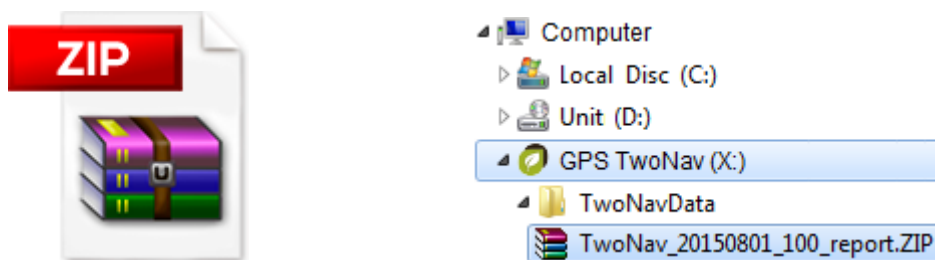 ZIP
U
Computer
Local Disc (C:)
Unit (D:)
GPS TwoNav (X:)
TwoNavData
TwoNav_20150801_100_report.ZIP